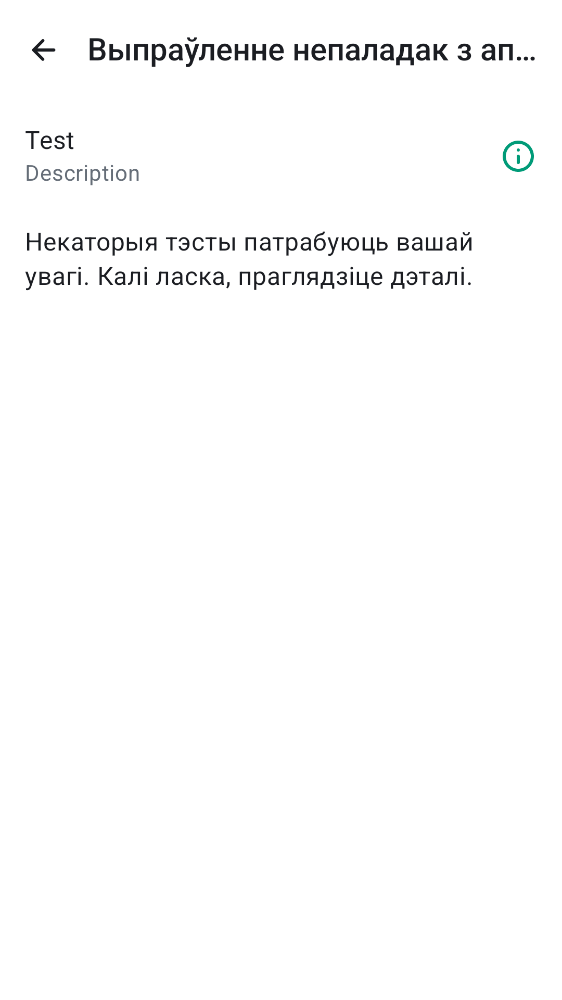 Выпраўленне непаладак з ап...
Test
Description
Некаторыя тэсты патрабуюць вашай
увагі. Калі ласка, праглядзіце дэталі.